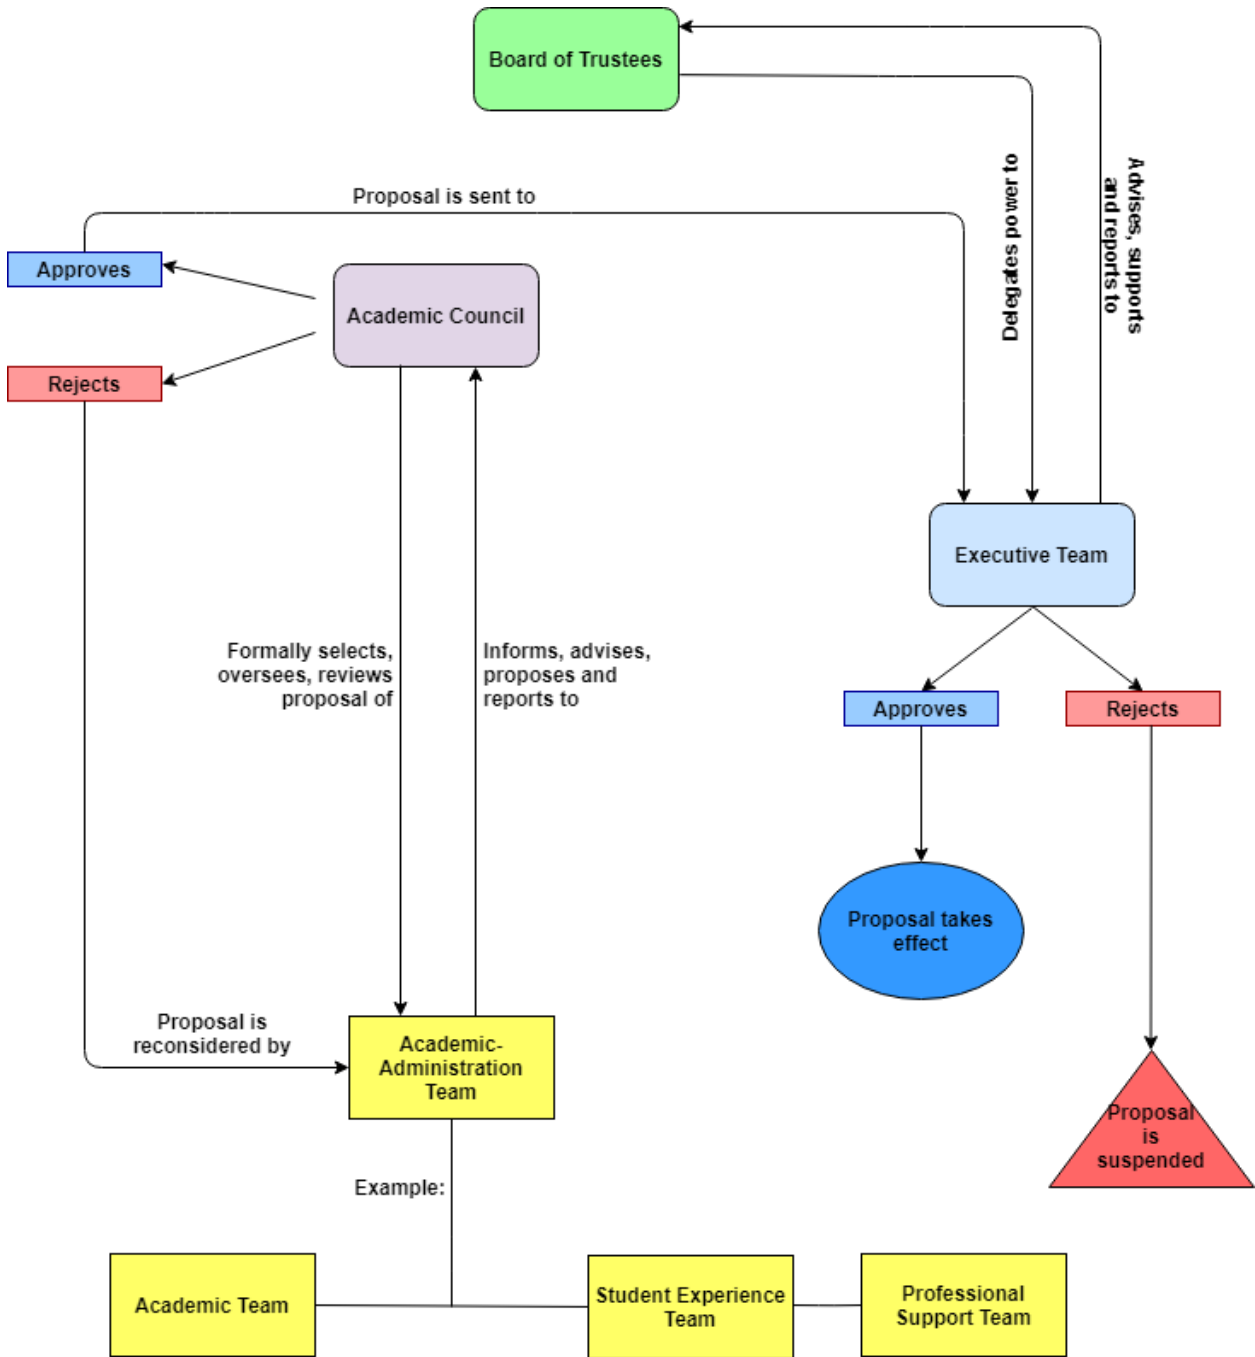 Board of Trustees
Proposal is sent to
Delegates power to
Advises, supports
and reports to
Approves
Academic Council
Rejects
Executive Team
Formally selects,
oversees, reviews
proposal of
Informs, advises,
proposes and
reports to
Approves
Rejects
Proposal takes
effect
Proposal is
reconsidered by
Academic-
Administration
Team
Proposal
is
suspended
Example:
Academic Team
Student Experience
Team
Professional
Support Team